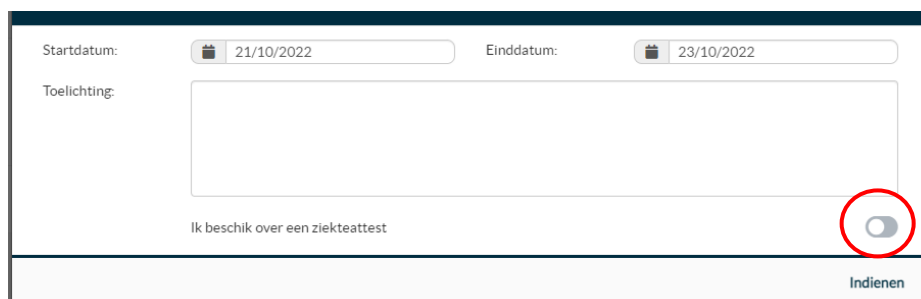 Startdatum: 21/10/2022 Einddatum: 23/10/2022
Toelichting:
Ik beschik over een ziekteattest
Indienen